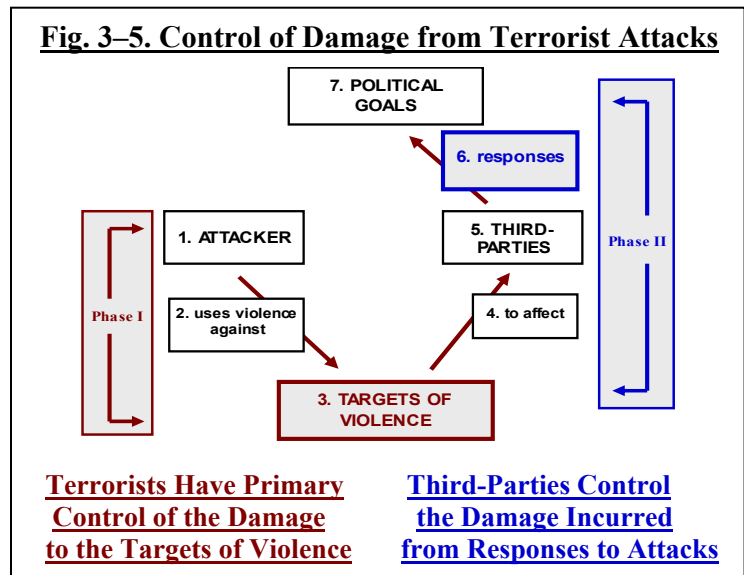 Fig. 3–5. Control of Damage from Terrorist Attacks
7. POLITICAL
GOALS
6. responses
1. ATTACKER
5. THIRD-
PARTIES
Phase I
Phase II
2. uses violence
against
4. to affect
3. TARGETS OF
VIOLENCE
Terrorists Have Primary
Control of the Damage
to the Targets of Violence
Third-Parties Control
the Damage Incurred
from Responses to Attacks